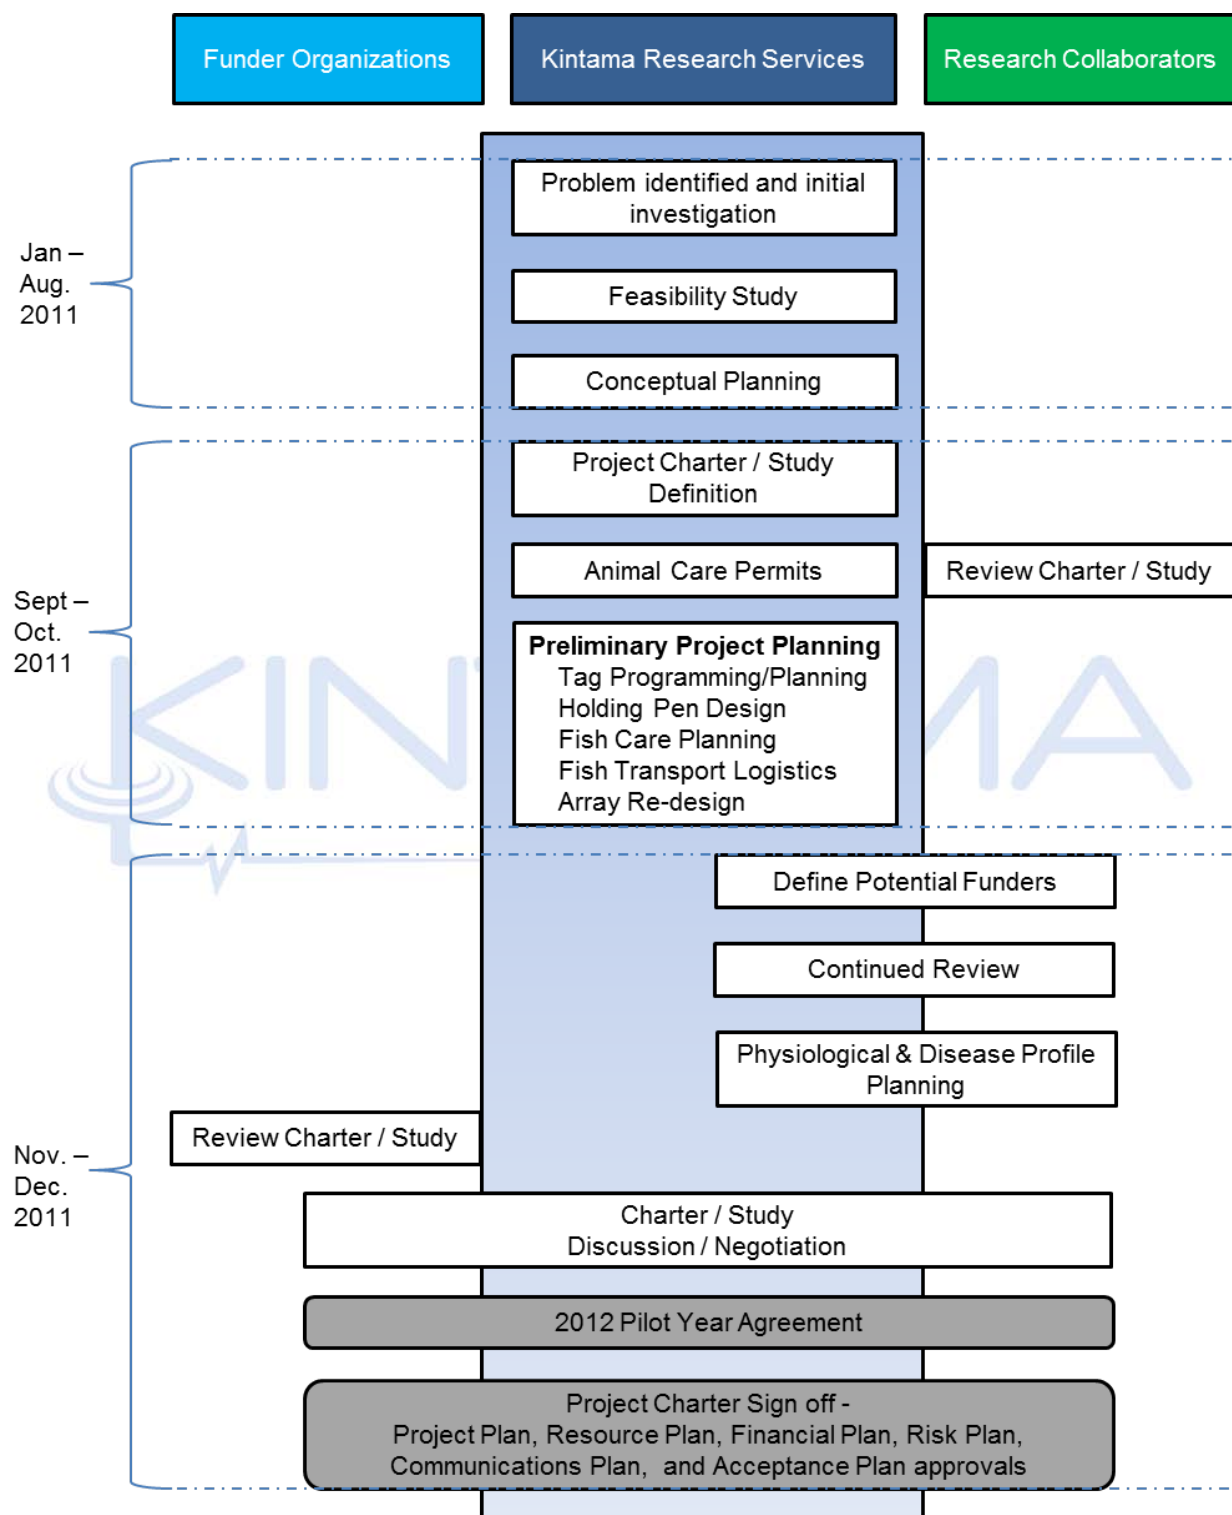 Funder Organizations
Kintama Research Services
Research Collaborators
Jan –
Aug.
2011
Problem identified and initial
investigation
Feasibility Study
Conceptual Planning
Sept –
Oct.
2011
Project Charter / Study
Definition
Animal Care Permits
Review Charter / Study
Preliminary Project Planning
Tag Programming/Planning
Holding Pen Design
Fish Care Planning
Fish Transport Logistics
Array Re-design
Nov. –
Dec.
2011
Define Potential Funders
Continued Review
Physiological & Disease Profile
Planning
Review Charter / Study
Charter / Study
Discussion / Negotiation
2012 Pilot Year Agreement
Project Charter Sign off -
Project Plan, Resource Plan, Financial Plan, Risk Plan,
Communications Plan, and Acceptance Plan approvals